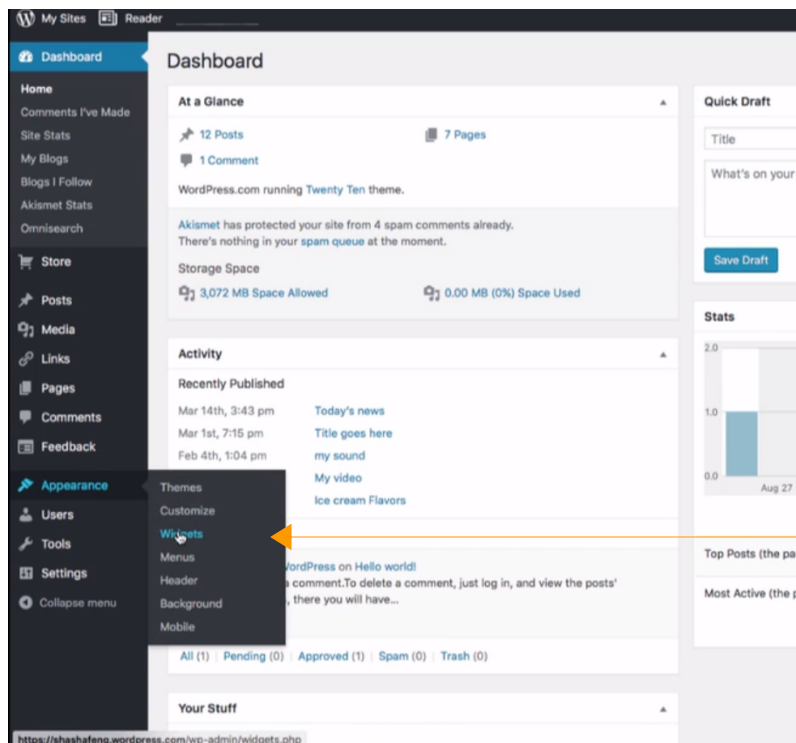 My Sites Reader
Dashboard
Home
Comments I've Made
Site Stats
My Blogs
Blogs I Follow
Akismet Stats
Omnisearch
Store
Posts
Media
Links
Pages
Comments
Feedback
Appearance
Users
Tools
Settings
Collapse menu
Themes
Customize
Widgets
Menus
Header
Background
Mobile
Dashboard
At a Glance
12 Posts 7 Pages
1 Comment
WordPress.com running Twenty Ten theme.
Akismet has protected your site from 4 spam comments already.
There's nothing in your spam queue at the moment.
Storage Space
3,072 MB Space Allowed 0.00 MB (0%) Space Used
Activity
Recently Published
Mar 14th, 3:43 pm Today's news
Mar 1st, 7:15 pm Title goes here
Feb 4th, 1:04 pm my sound
My video
Ice cream Flavors
WordPress on Hello world!
a comment.To delete a comment, just log in, and view the posts'
, there you will have...
All (1) | Pending (0) | Approved (1) | Spam (0) | Trash (0)
Your Stuff
Quick Draft
Title
What's on your
Save Draft
Stats
2.0
1.0
0.0
Aug 27
Top Posts (the pa
Most Active (the p
https://shashafeng.wordpress.com/wp-admin/widgets.php